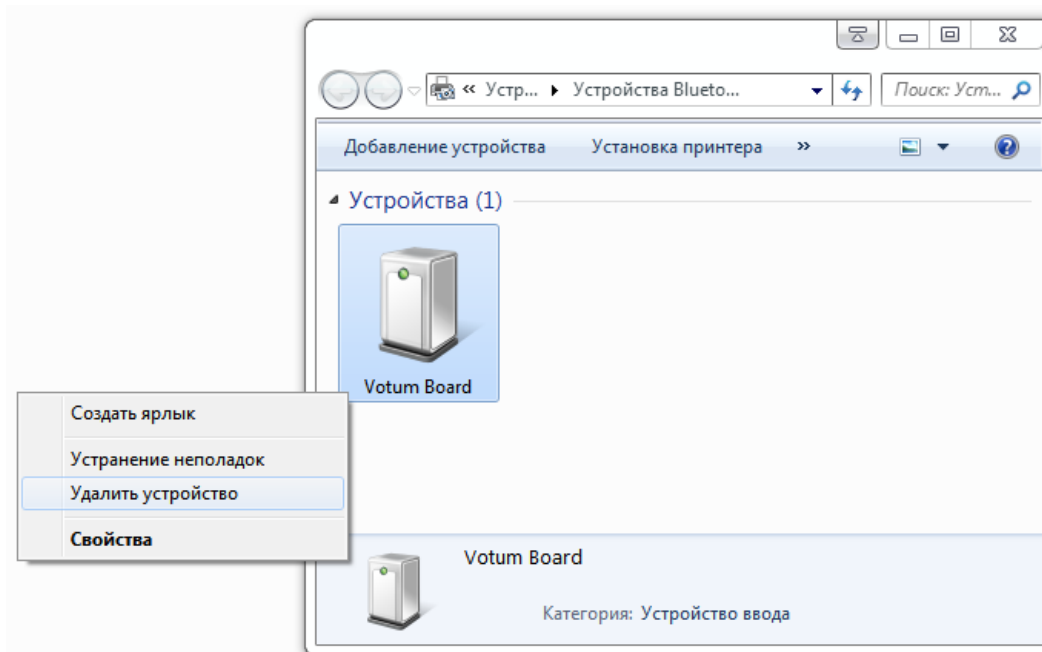 « Устр... Устройства Blueto...
Поиск: Уст...
Добавление устройства Установка принтера »
Устройства (1)
Votum Board
Создать ярлык
Устранение неполадок
Удалить устройство
Свойства
Votum Board
Категория: Устройство ввода